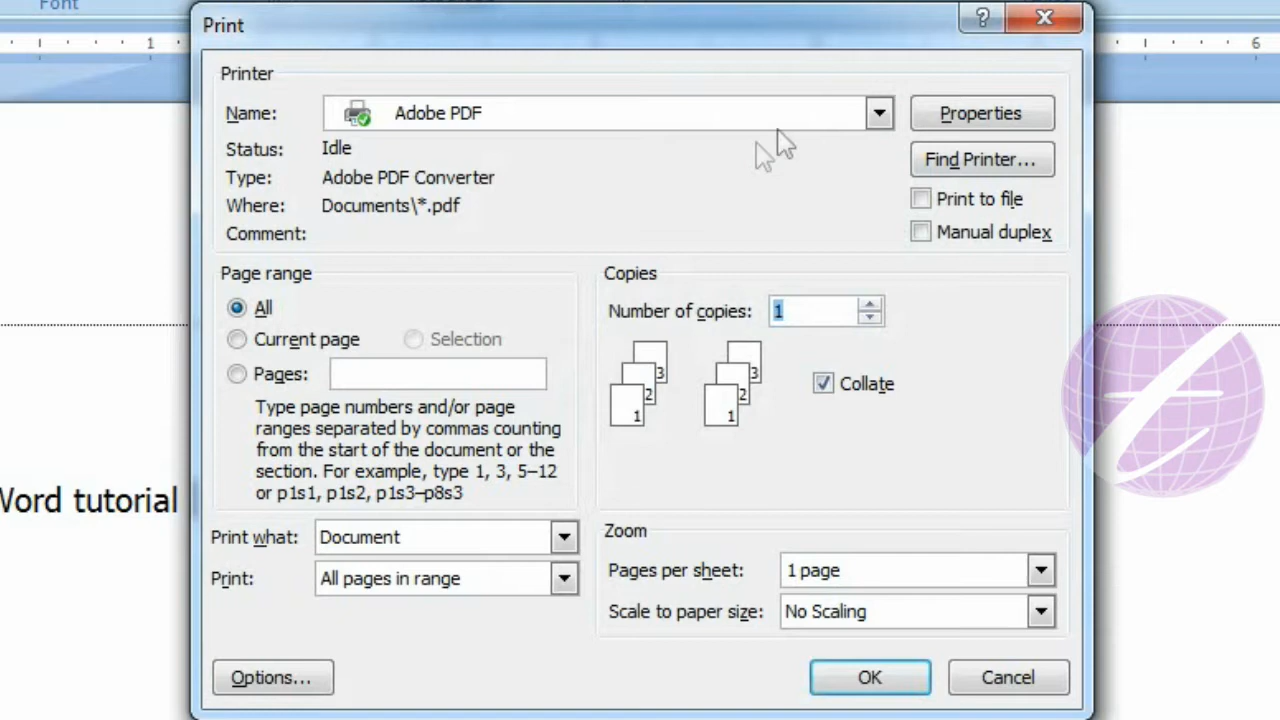 Font
Print
?
1
6
Printer
Name: Adobe PDF
Properties
Status: Idle
Find Printer...
Type: Adobe PDF Converter
Where: Documents\*.pdf
Print to file
Comment:
Manual duplex
Page range
All
Current page
Selection
Pages:
Type page numbers and/or page
ranges separated by commas counting
from the start of the document or the
section. For example, type 1, 3, 5–12
or p1s1, p1s2, p1s3–p8s3
Copies
Number of copies: 1
3
2
1
3
2
1
Collate
Word tutorial
Print what: Document
Print: All pages in range
Zoom
Pages per sheet: 1 page
Scale to paper size: No Scaling
Options...
OK
Cancel